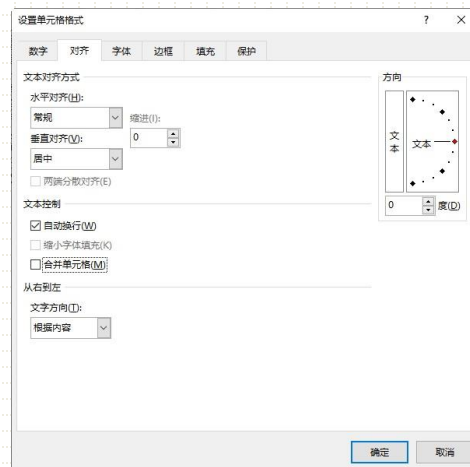 设置单元格格式 ? ×
数字 对齐 字体 边框 填充 保护
文本对齐方式
水平对齐(H):
常规
缩进(I):
垂直对齐(V):
0
居中
两端分散对齐(E)
文本控制
自动换行(W)
缩小字体填充(K)
合并单元格(M)
从右到左
文字方向(T):
根据内容
方向
文本
文本
0 度(D)
确定 取消